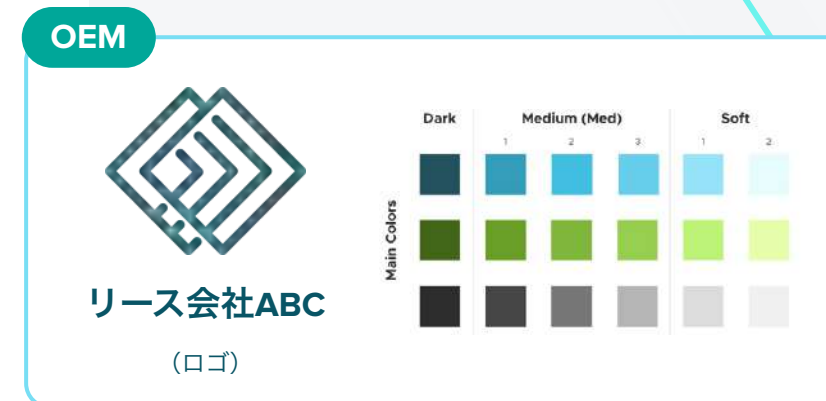 OEM
リース会社ABC
（ロゴ）
Dark Medium (Med) Soft
1 2 3 1 2
Main Colors